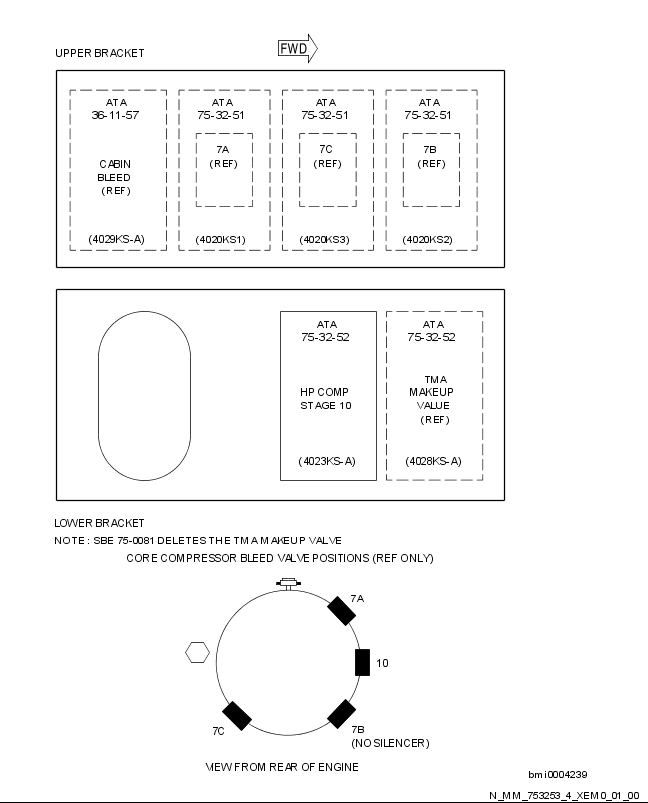 UPPER BRACKET
FWD
ATA
36-11-57
CABIN
BLEED
(REF)
(4029KS-A)
ATA
75-32-51
7A
(REF)
(4020KS1)
ATA
75-32-51
7C
(REF)
(4020KS3)
ATA
75-32-51
7B
(REF)
(4020KS2)
ATA
75-32-52
HP COMP
STAGE 10
(4023KS-A)
ATA
75-32-52
TMA
MAKEUP
VALUE
(REF)
(4028KS-A)
LOWER BRACKET
NOTE : SBE 75-0081 DELETES THE TMA MAKEUP VALVE
CORE COMPRESSOR BLEED VALVE POSITIONS (REF ONLY)
7A
10
7C
7B
(NO SILENCER)
VIEW FROM REAR OF ENGINE
bmi0004239
N_MM_753253_4_XEM0_01_00